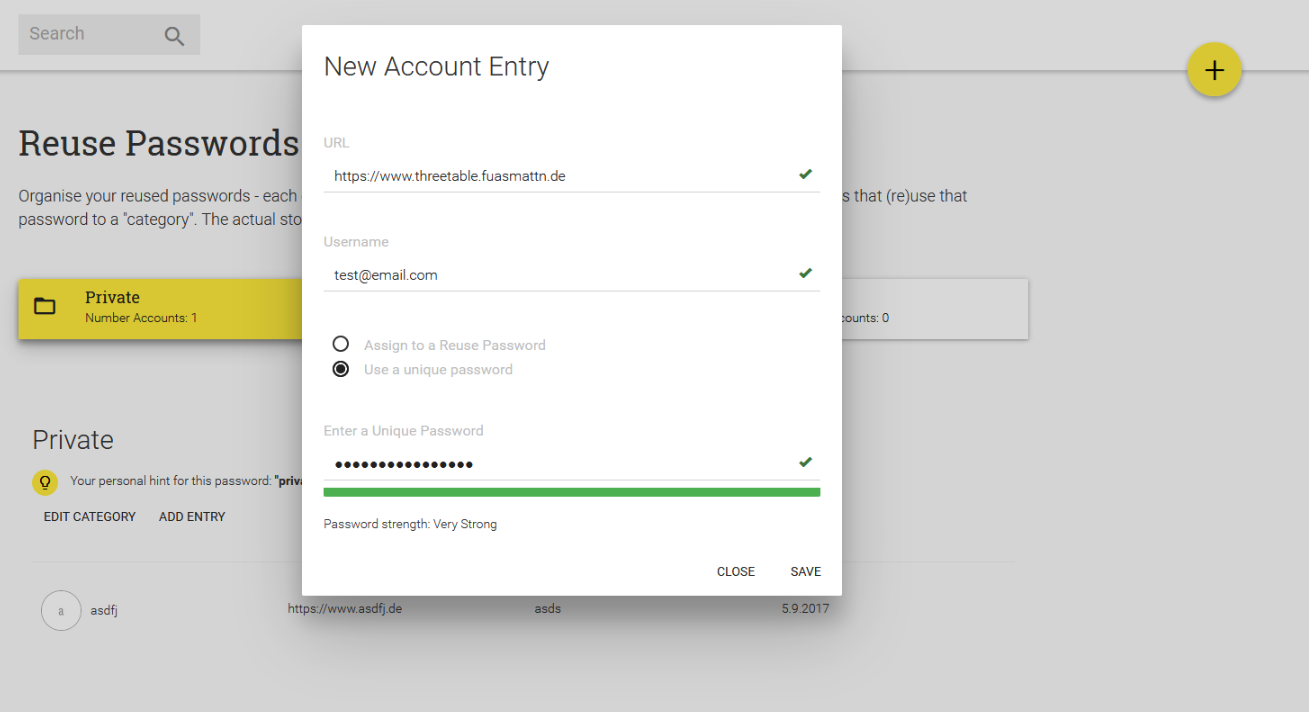 Search
New Account Entry
+
Reuse Passwords
URL
https://www.threetable.fuasmattn.de
Organise your reused passwords - each
s that (re)use that
password to a "category". The actual sto
Username
test@email.com
Private
Number Accounts: 1
counts: 0
Assign to a Reuse Password
Use a unique password
Private
Enter a Unique Password
••••••••••••••••
Your personal hint for this password: "priva
EDIT CATEGORY ADD ENTRY
Password strength: Very Strong
CLOSE SAVE
a asdfj https://www.asdfj.de asds 5.9.2017